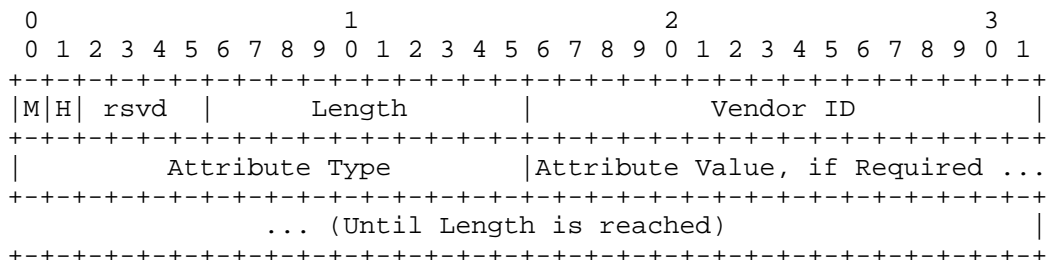 0                   1                   2                   3
 0 1 2 3 4 5 6 7 8 9 0 1 2 3 4 5 6 7 8 9 0 1 2 3 4 5 6 7 8 9 0 1
+-+-+-+-+-+-+-+-+-+-+-+-+-+-+-+-+-+-+-+-+-+-+-+-+-+-+-+-+-+-+-+-+
|M|H| rsvd  |      Length       |           Vendor ID           |
+-+-+-+-+-+-+-+-+-+-+-+-+-+-+-+-+-+-+-+-+-+-+-+-+-+-+-+-+-+-+-+-+
|         Attribute Type        |Attribute Value, if Required ...
+-+-+-+-+-+-+-+-+-+-+-+-+-+-+-+-+-+-+-+-+-+-+-+-+-+-+-+-+-+-+-+-+
                ... (Until Length is reached)                   |
+-+-+-+-+-+-+-+-+-+-+-+-+-+-+-+-+-+-+-+-+-+-+-+-+-+-+-+-+-+-+-+-+